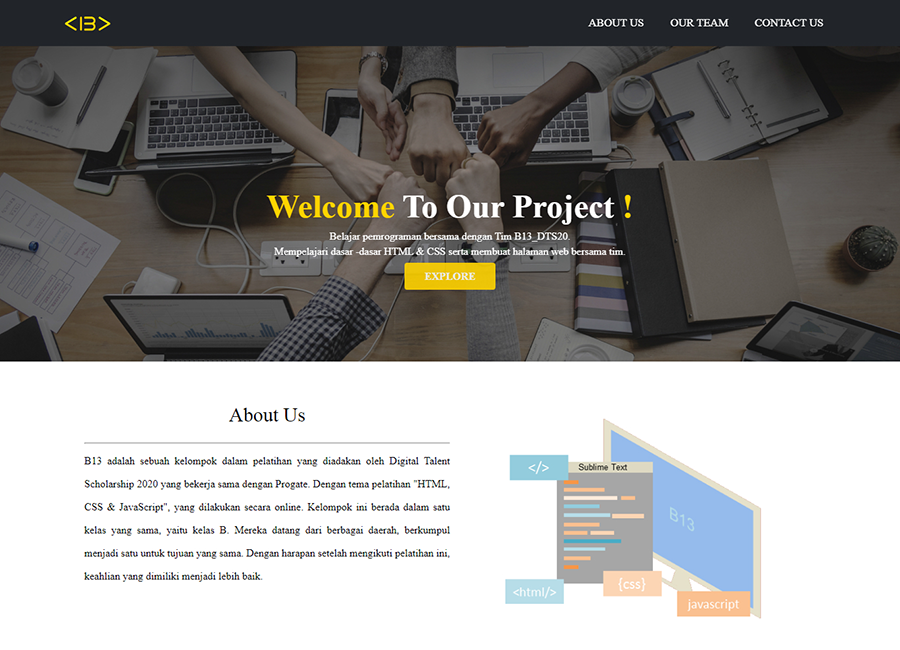 <B>
ABOUT US OUR TEAM CONTACT US
Welcome To Our Project !
Belajar pemrograman bersama dengan Tim B13_DTS20.
Mempelajari dasar -dasar HTML & CSS serta membuat halaman web bersama tim.
EXPLORE
About Us
B13 adalah sebuah kelompok dalam pelatihan yang diadakan oleh Digital Talent
Scholarship 2020 yang bekerja sama dengan Progate. Dengan tema pelatihan "HTML,
CSS & JavaScript", yang dilakukan secara online. Kelompok ini berada dalam satu
kelas yang sama, yaitu kelas B. Mereka datang dari berbagai daerah, berkumpul
menjadi satu untuk tujuan yang sama. Dengan harapan setelah mengikuti pelatihan ini,
keahlian yang dimiliki menjadi lebih baik.
</>
Sublime Text
B13
<html/>
{css}
javascript